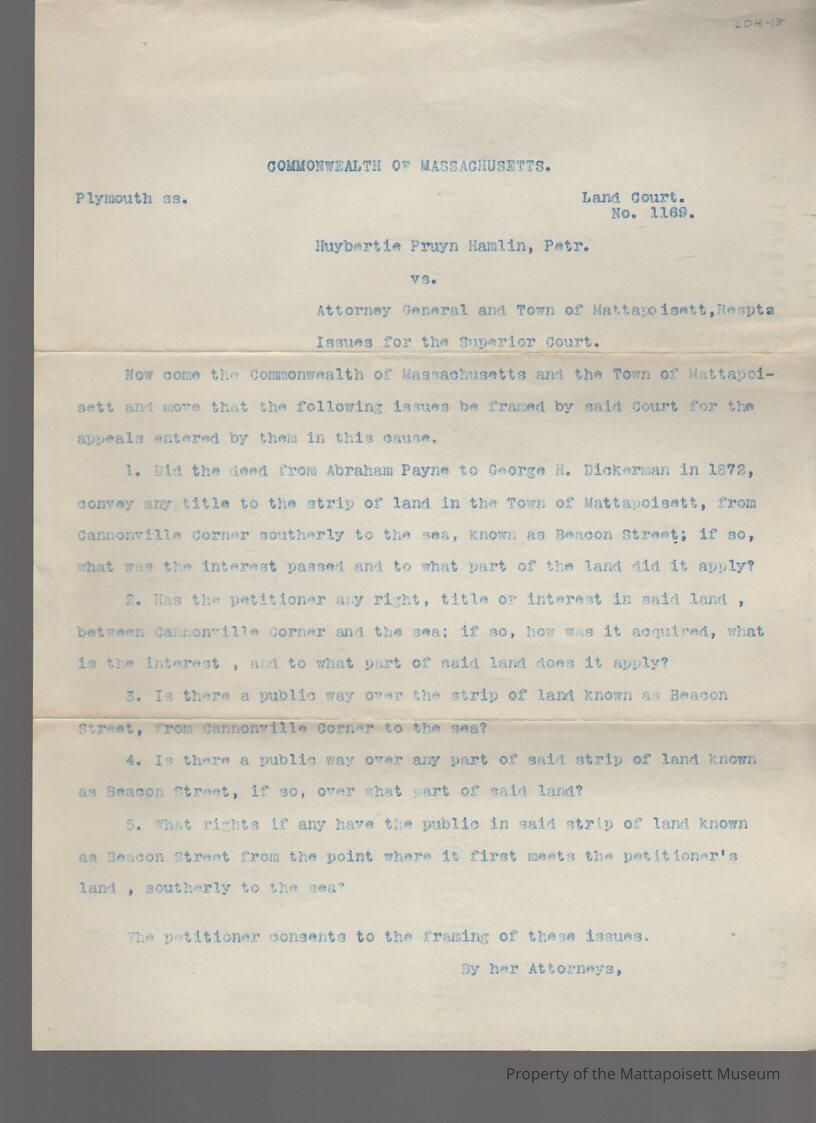 LDH-18
COMMONWEALTH OF MASSACHUSETTS.
Plymouth ss.
Land Court.
No. 1169.
Huybertie Pruyn Hamlin, Petr.
vs.
Attorney General and Town of Mattapoisett,Respts
Issues for the Superior Court.
Now come the Commonwealth of Massachusetts and the Town of Mattapoi-
sett and move that the following issues be framed by said Court for the
appeals entered by them in this cause.
1. Did the deed from Abraham Payne to George H. Dickerman in 1872,
convey any title to the strip of land in the Town of Mattapoisett, from
Cannonville Corner southerly to the sea, known as Beacon Street; if so,
what was the interest passed and to what part of the land did it apply?
2. Has the petitioner any right, title or interest in said land ,
between Cannonville Corner and the sea; if so, how was it acquired, what
is the interest , and to what part of said land does it apply?
3. Is there a public way over the strip of land known as Beacon
Street, from Cannonville Corner to the sea?
4. Is there a public way over any part of said strip of land known
as Beacon Street, if so, over what part of said land?
5. What rights if any have the public in said strip of land known
as Beacon Street from the point where it first meets the petitioner's
land , southerly to the sea?
The petitioner consents to the framing of these issues.
By her Attorneys,
Property of the Mattapoisett Museum